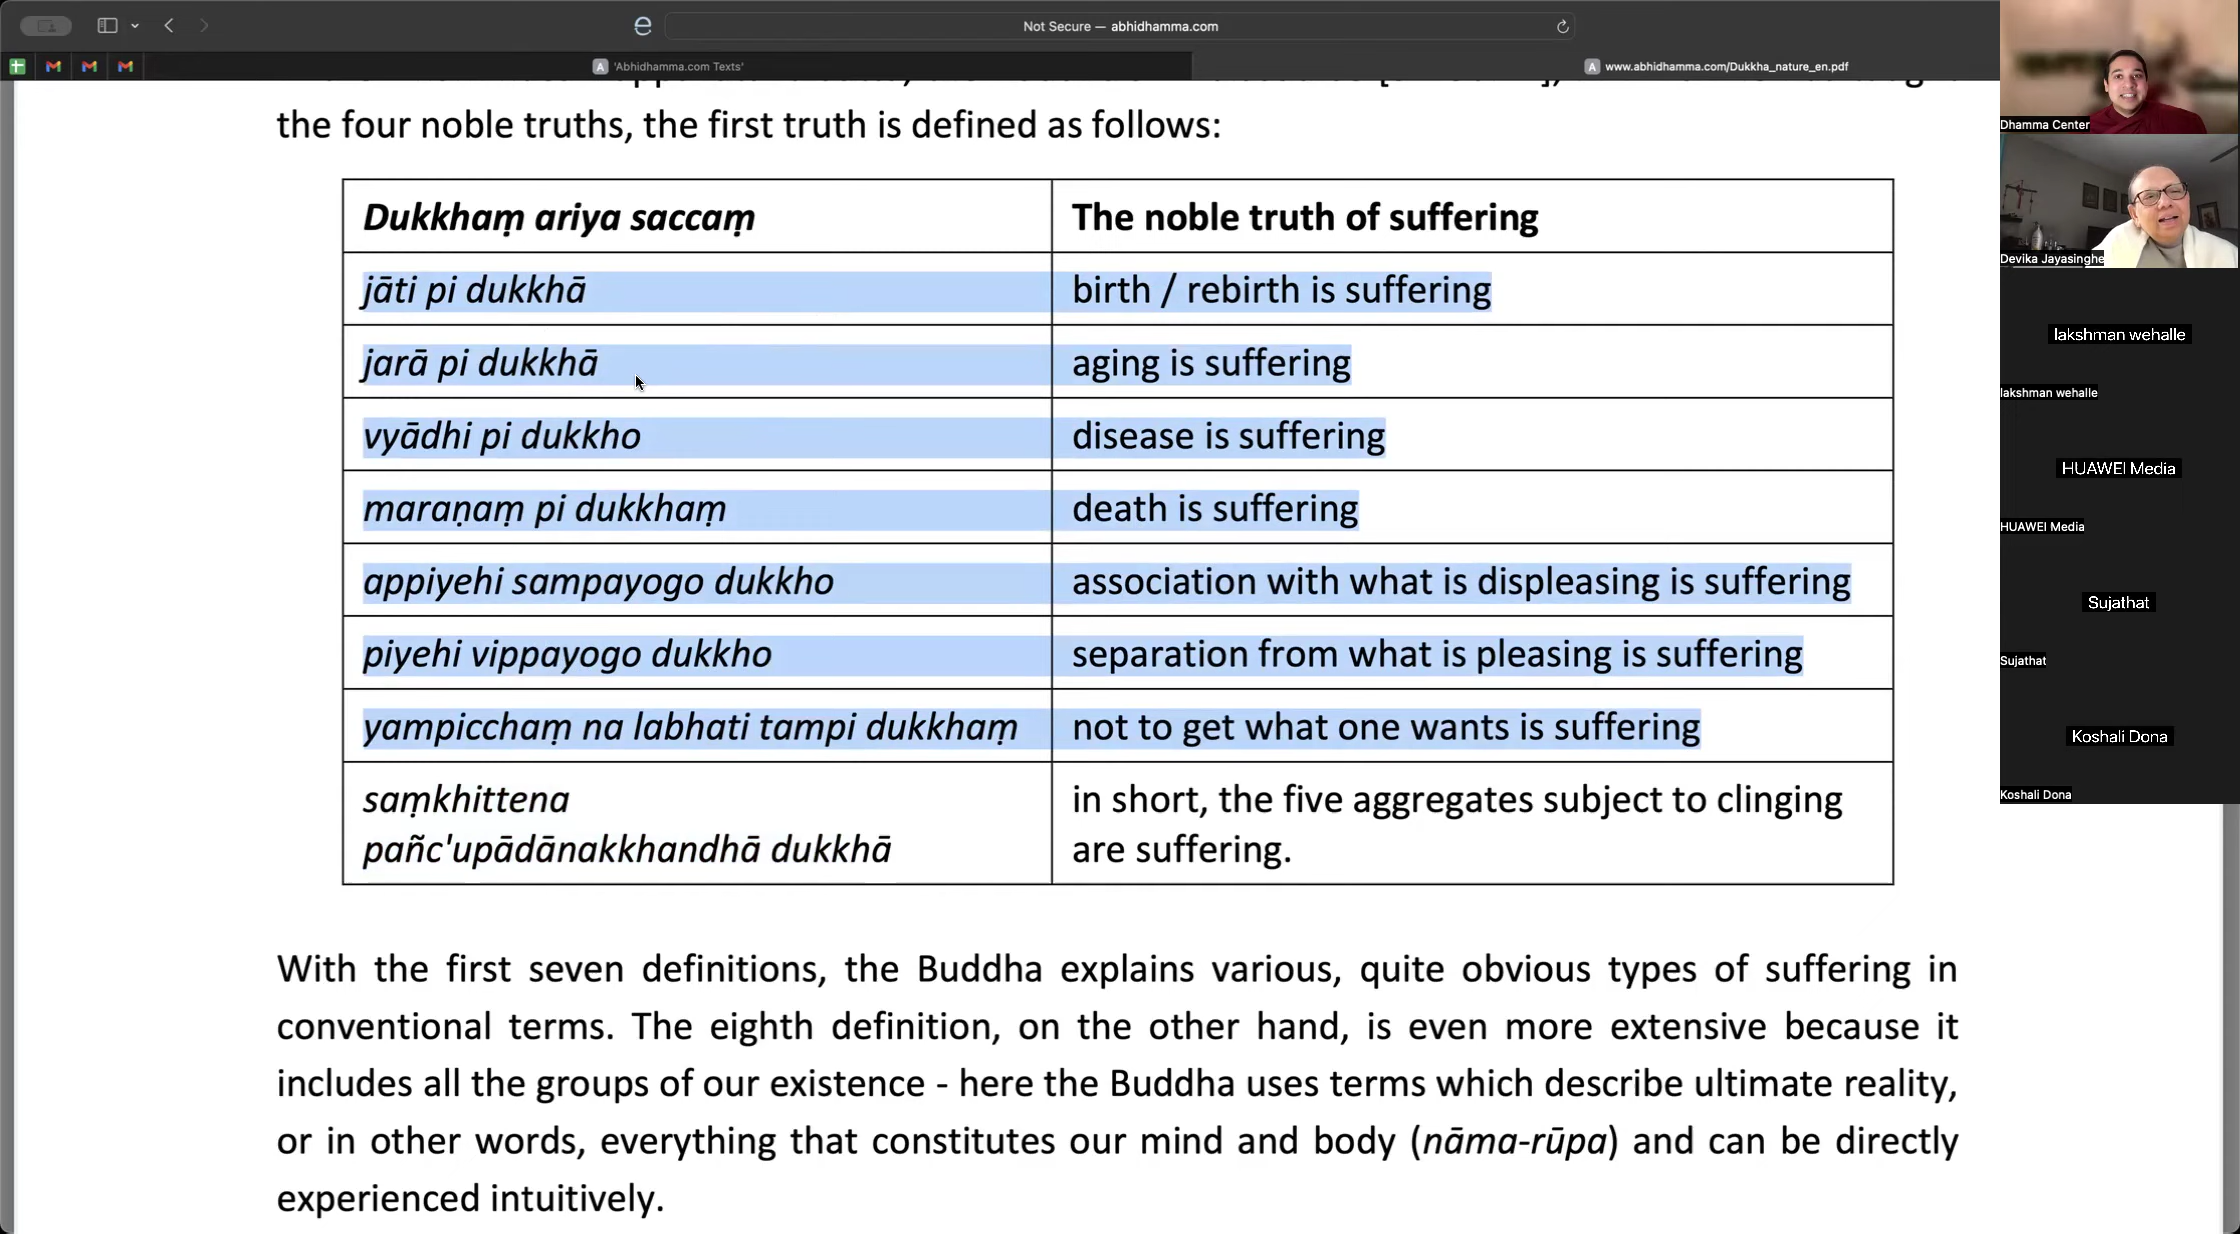 Not Secure — abhidhamma.com
'Abhidhamma.com Texts'
www.abhidhamma.com/Dukkha_nature_en.pdf
the four noble truths, the first truth is defined as follows:
Dukkhaṃ ariya saccaṃ
The noble truth of suffering
jāti pi dukkhā
birth / rebirth is suffering
jarā pi dukkhā
aging is suffering
vyādhi pi dukkho
disease is suffering
maraṇaṃ pi dukkhaṃ
death is suffering
appiyehi sampayogo dukkho
association with what is displeasing is suffering
piyehi vippayogo dukkho
separation from what is pleasing is suffering
yampicchaṃ na labhati tampi dukkhaṃ
not to get what one wants is suffering
saṃkhittena
pañc'upādānakkhandhā dukkhā
in short, the five aggregates subject to clinging
are suffering.
With the first seven definitions, the Buddha explains various, quite obvious types of suffering in
conventional terms. The eighth definition, on the other hand, is even more extensive because it
includes all the groups of our existence - here the Buddha uses terms which describe ultimate reality,
or in other words, everything that constitutes our mind and body (nāma-rūpa) and can be directly
experienced intuitively.
Dhamma Center
Devika Jayasinghe
lakshman wehalle
lakshman wehalle
HUAWEI Media
HUAWEI Media
Sujathat
Sujathat
Koshali Dona
Koshali Dona